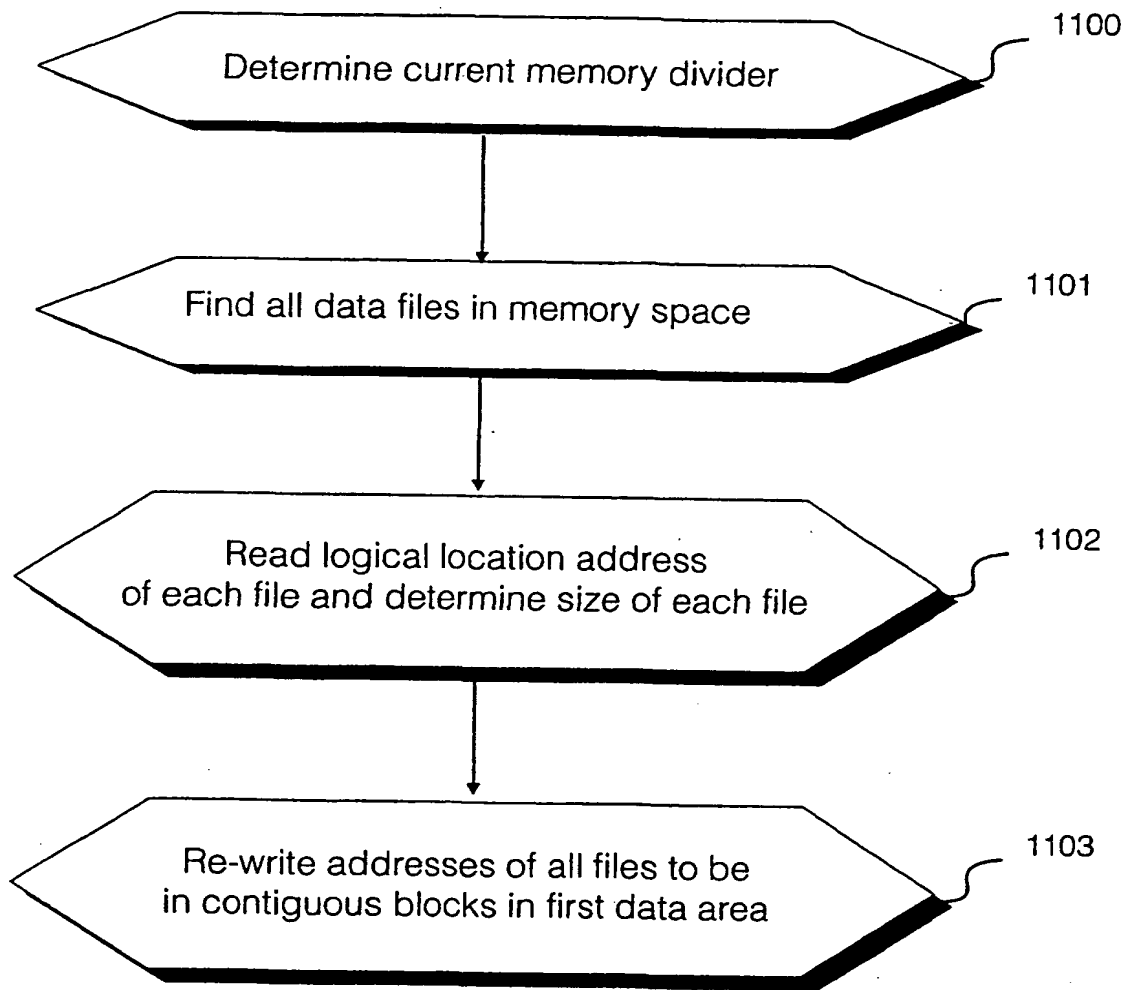 1100
Determine current memory divider
1101
Find all data files in memory space
1102
Read logical location address
of each file and determine size of each file
1103
Re-write addresses of all files to be
in contiguous blocks in first data area